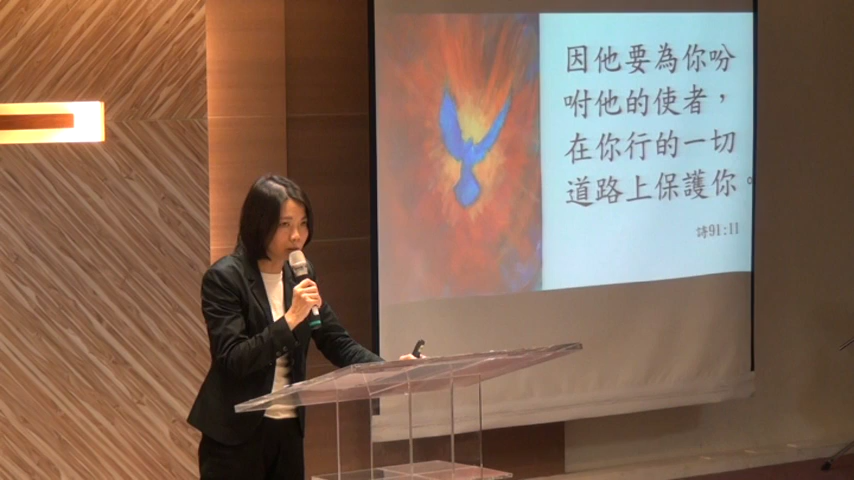 因他要為你吩
咐他的使者，
在你行的一切
道路上保護你。
詩91:11